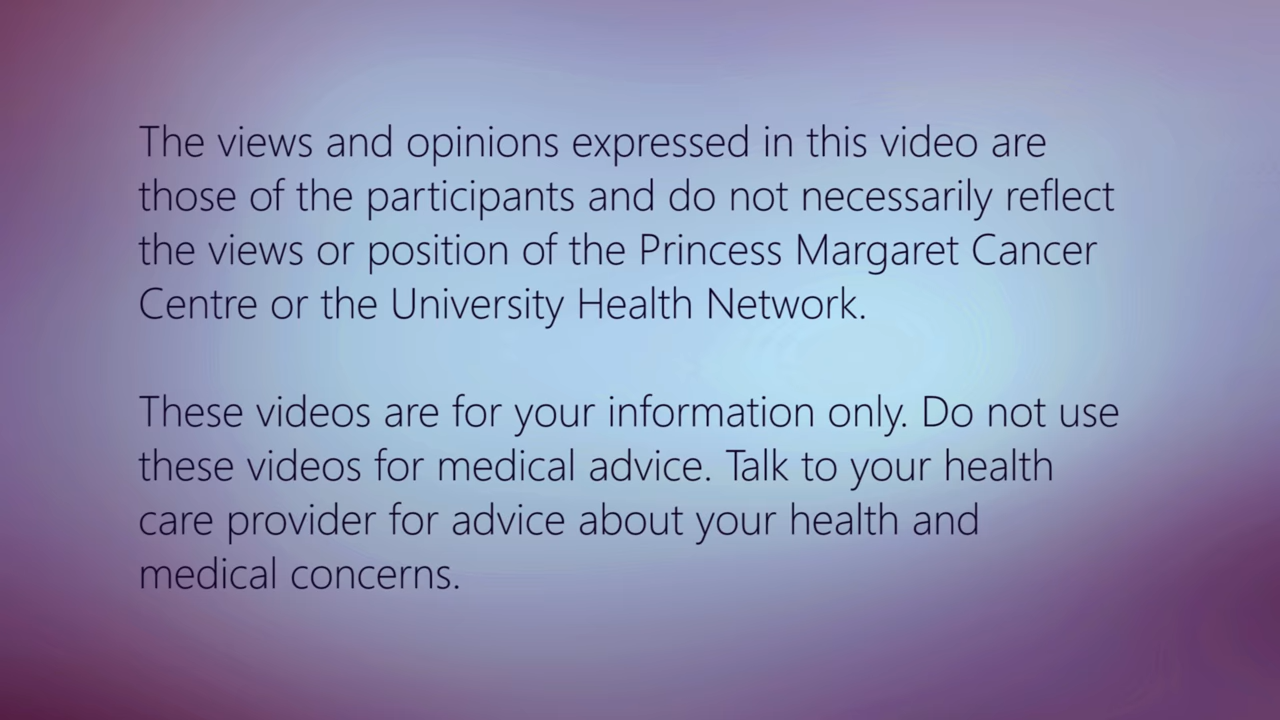 The views and opinions expressed in this video are
those of the participants and do not necessarily reflect
the views or position of the Princess Margaret Cancer
Centre or the University Health Network.
These videos are for your information only. Do not use
these videos for medical advice. Talk to your health
care provider for advice about your health and
medical concerns.